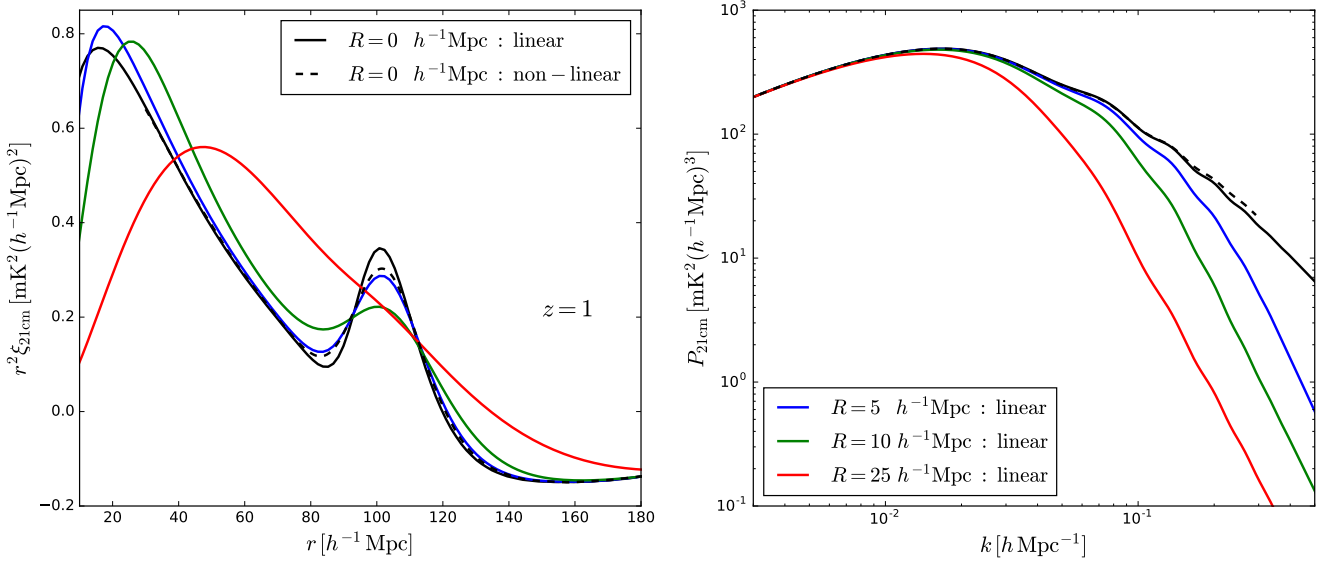 R=0 h⁻¹Mpc : linear
R=0 h⁻¹Mpc : non−linear
z=1
0.8
0.6
0.4
0.2
0.0
−0.2
r²ξ₂₁cm [mK²(h⁻¹Mpc)²]
20 40 60 80 100 120 140 160 180
r [h⁻¹ Mpc]
10³
10²
10¹
10⁰
10⁻¹
P₂₁cm [mK²(h⁻¹Mpc)³]
R=5 h⁻¹Mpc : linear
R=10 h⁻¹Mpc : linear
R=25 h⁻¹Mpc : linear
10⁻² 10⁻¹
k [h Mpc⁻¹]